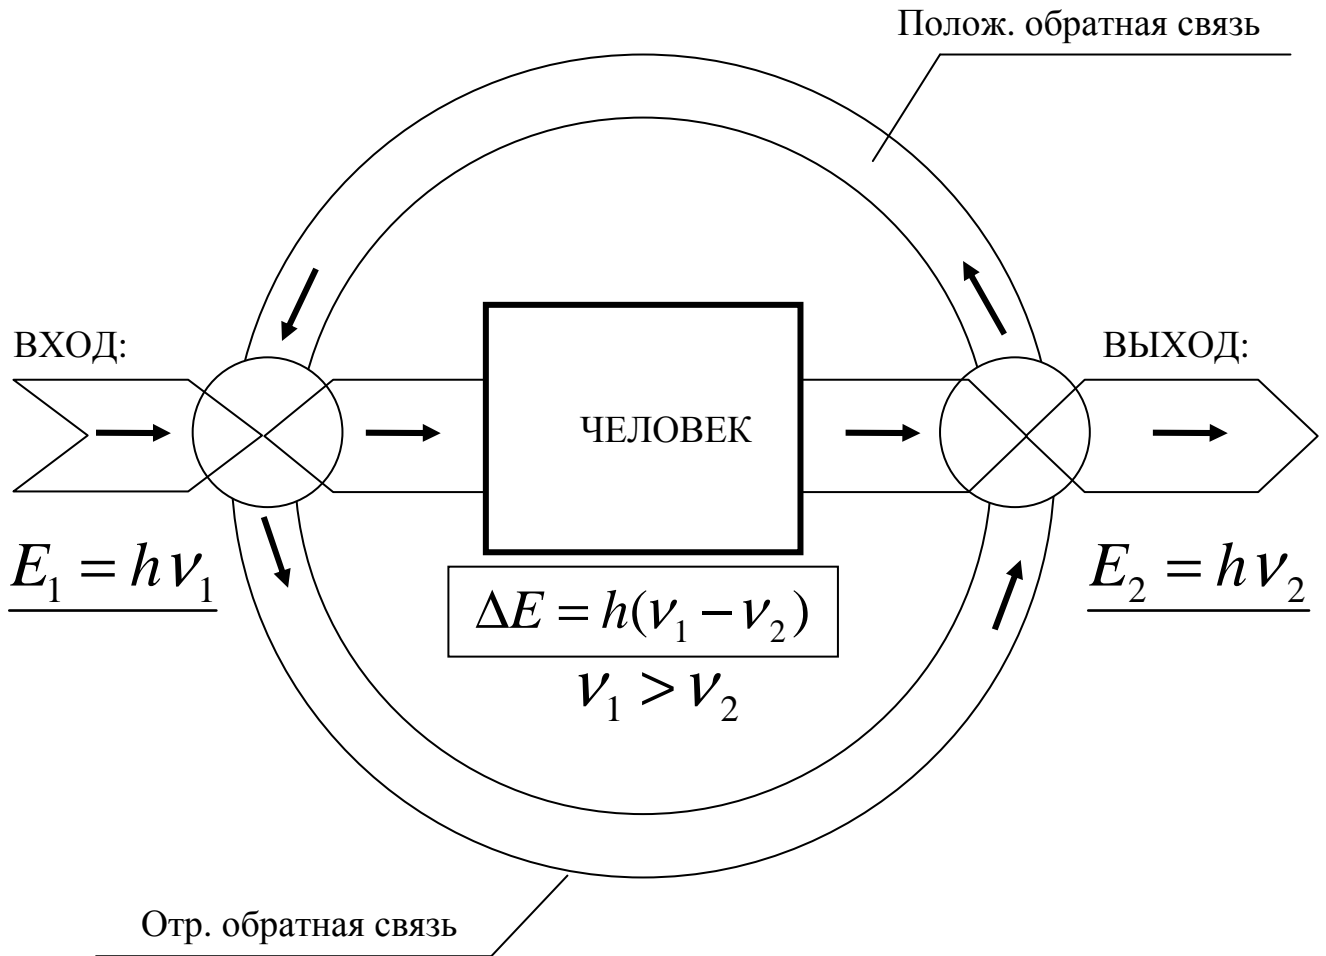 Полож. обратная связь
ВХОД:
ВЫХОД:
ЧЕЛОВЕК
E₁ = hν₁
E₂ = hν₂
ΔE = h(ν₁ − ν₂)
ν₁ > ν₂
Отр. обратная связь